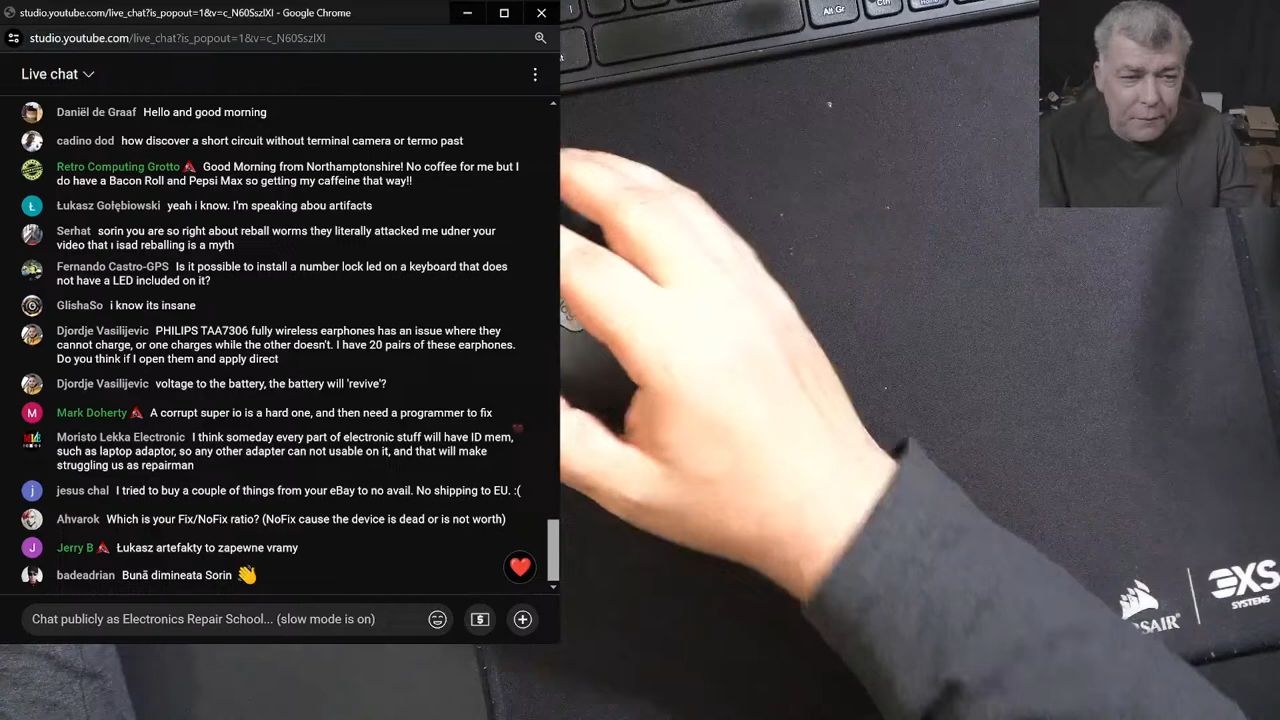 studio.youtube.com/live_chat?is_popout=1&v=c_N60SszIXI - Google Chrome
studio.youtube.com/live_chat?is_popout=1&v=c_N60SszIXI
Live chat
Daniël de Graaf Hello and good morning
cadino dod how discover a short circuit without terminal camera or termo past
Retro Computing Grotto Good Morning from Northamptonshire! No coffee for me but I
do have a Bacon Roll and Pepsi Max so getting my caffeine that way!!
Łukasz Gołębiowski yeah i know. I'm speaking abou artifacts
Serhat sorin you are so right about reball worms they literally attacked me udner your
video that ı isad reballing is a myth
Fernando Castro-GPS Is it possible to install a number lock led on a keyboard that does
not have a LED included on it?
GlishaSo i know its insane
Djordje Vasilijevic PHILIPS TAA7306 fully wireless earphones has an issue where they
cannot charge, or one charges while the other doesn't. I have 20 pairs of these earphones.
Do you think if I open them and apply direct
Djordje Vasilijevic voltage to the battery, the battery will 'revive'?
Mark Doherty A corrupt super io is a hard one, and then need a programmer to fix
Moristo Lekka Electronic I think someday every part of electronic stuff will have ID mem,
such as laptop adaptor, so any other adapter can not usable on it, and that will make
struggling us as repairman
jesus chal I tried to buy a couple of things from your eBay to no avail. No shipping to EU. :(
Ahvarok Which is your Fix/NoFix ratio? (NoFix cause the device is dead or is not worth)
Jerry B Łukasz artefakty to zapewne vramy
badeadrian Bună dimineata Sorin 👋
Chat publicly as Electronics Repair School... (slow mode is on)
Alt Gr
Ctrl
EXS
SYSTEMS